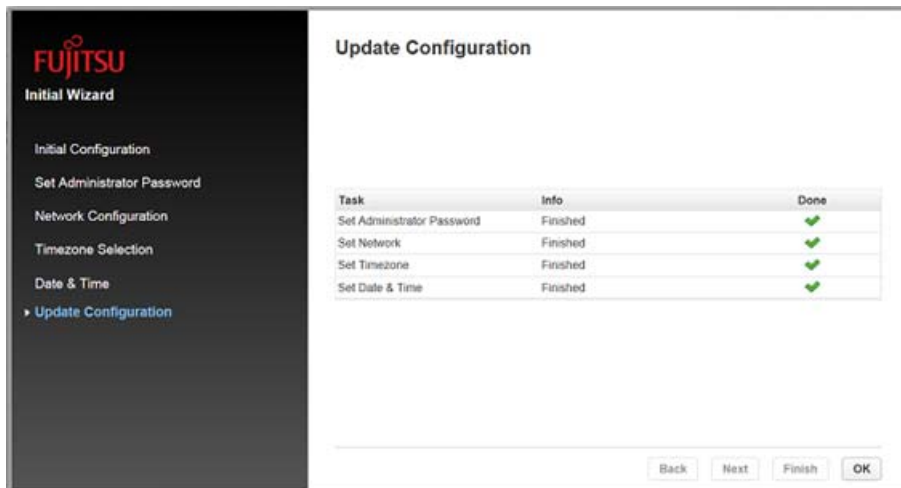 FUJITSU
Initial Wizard
Initial Configuration
Set Administrator Password
Network Configuration
Timezone Selection
Date & Time
Update Configuration
Update Configuration
Task Info Done
Set Administrator Password Finished
Set Network Finished
Set Timezone Finished
Set Date & Time Finished
Back Next Finish OK